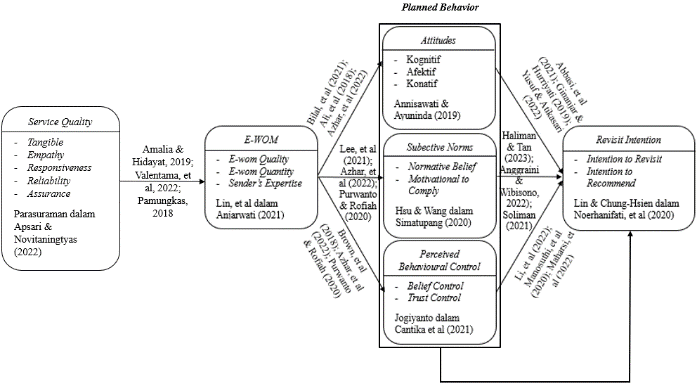 Planned Behavior
Service Quality
- Tangible
- Empathy
- Responsiveness
- Reliability
- Assurance
Parasuraman dalam
Apsari &
Novitaningtyas
(2022)
Amalia &
Hidayat, 2019;
Valentama, et
al, 2022;
Pamungkas,
2018
E-WOM
- E-wom Quality
- E-wom Quantity
- Sender's Expertise
Lin, et al dalam
Aniarwati (2021)
Bilal, et al (2021);
Ali, et al (2018);
Azhar, et al (2022)
Lee, et al
(2021);
Azhar, et
al (2022);
Purwanto
& Rofiah
(2020)
Brown, et al
(2018); Azhar, et al
(2022); Purwanto
& Rofiah (2020)
Attitudes
- Kognitif
- Afektif
- Konatif
Annisawati &
Ayuninda (2019)
Subective Norms
- Normative Belief
- Motivational to
Comply
Hsu & Wang dalam
Simatupang (2020)
Perceived
Behavioural Control
- Belief Control
- Trust Control
Jogiyanto dalam
Cantika et al (2021)
Abbasi, et al
(2021); Ginanjar &
Hurriyati (2019);
Yusuf & Atikasari
(2022)
Haliman
& Tan
(2023);
Anggraini
&
Wibisono,
2022);
Soliman
(2021)
Li, et al (2022);
Manosuthi, et al
(2020); Maharsi, et
al (2022)
Revisit Intention
- Intention to Revisit
- Intention to
Recommend
Lin & Chung-Hsien dalam
Noerhanifati, et al (2020)